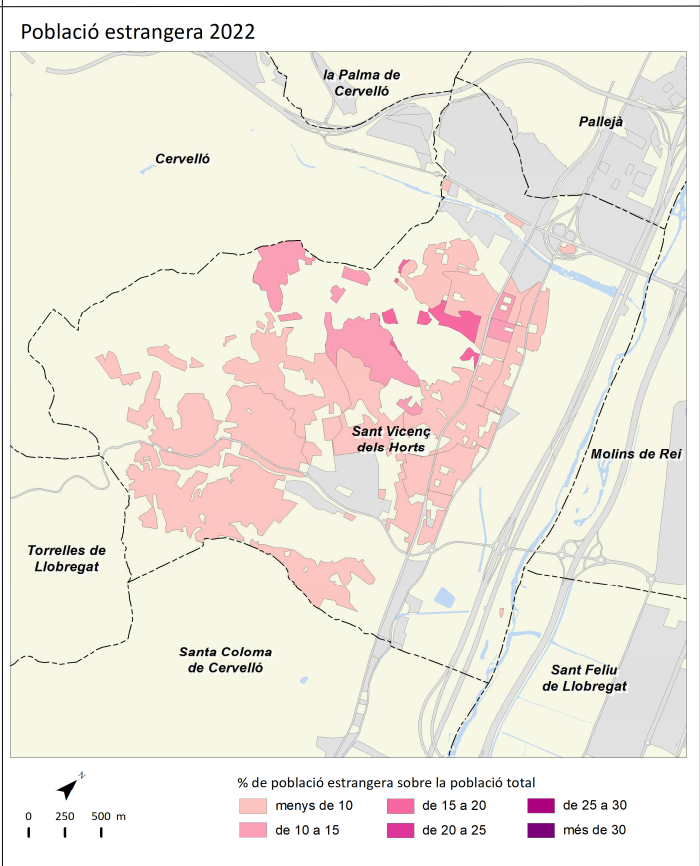 Població estrangera 2022
la Palma de
Cervelló
Pallejà
Cervelló
Sant Vicenç
dels Horts
Molins de Rei
Torrelles de
Llobregat
Santa Coloma
de Cervelló
Sant Feliu
de Llobregat
N
0 250 500 m
% de població estrangera sobre la població total
menys de 10
de 10 a 15
de 15 a 20
de 20 a 25
de 25 a 30
més de 30